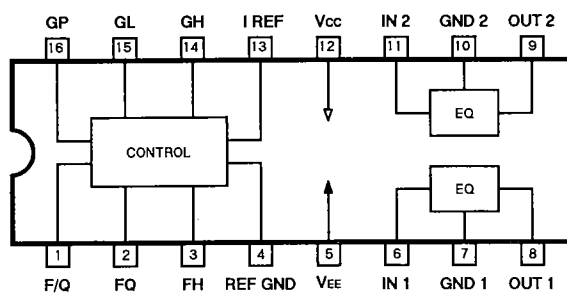 GP GL GH I REF VCC IN 2 GND 2 OUT 2
16 15 14 13 12 11 10 9
EQ
CONTROL
EQ
1 2 3 4 5 6 7 8
F/Q FQ FH REF GND VEE IN 1 GND 1 OUT 1